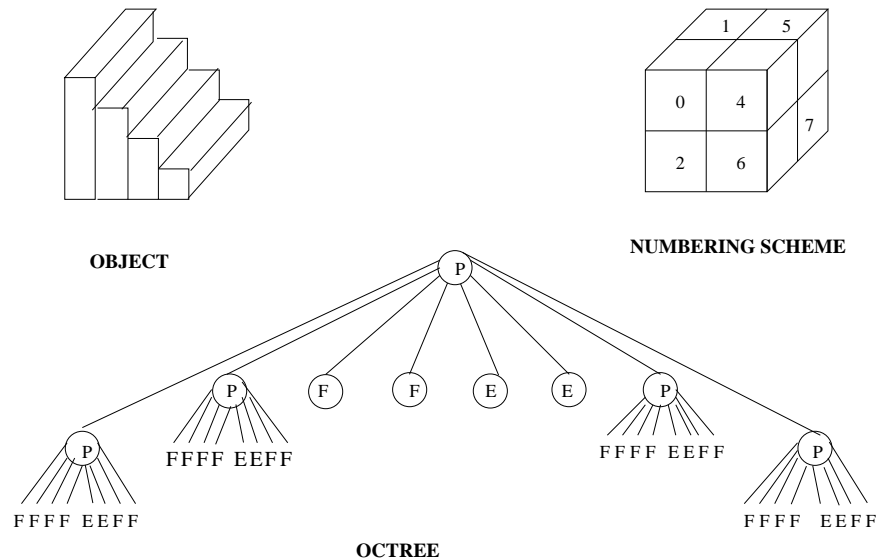 1 5
0 4
7
2 6
OBJECT
NUMBERING SCHEME
P
P F F E E P
P P
FFFF EEFF FFFF EEFF
FFFF EEFF FFFF EEFF
OCTREE